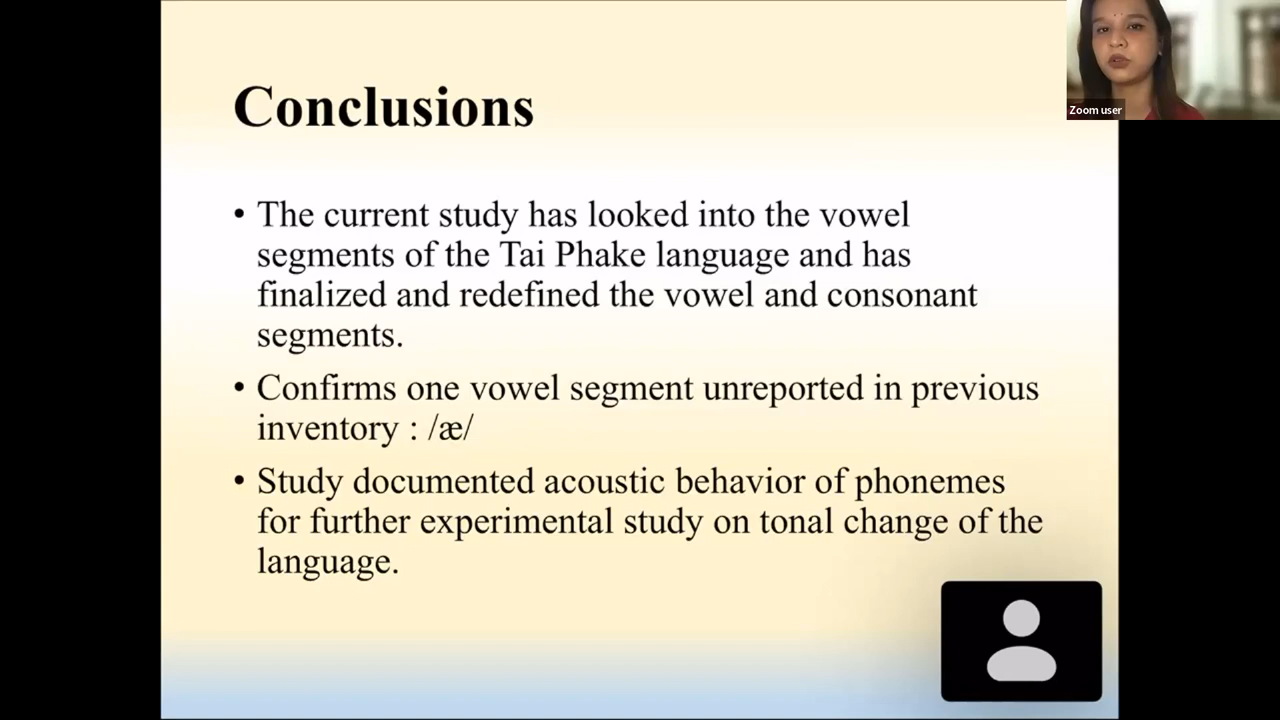 Conclusions
• The current study has looked into the vowel
segments of the Tai Phake language and has
finalized and redefined the vowel and consonant
segments.
• Confirms one vowel segment unreported in previous
inventory : /æ/
• Study documented acoustic behavior of phonemes
for further experimental study on tonal change of the
language.
Zoom user